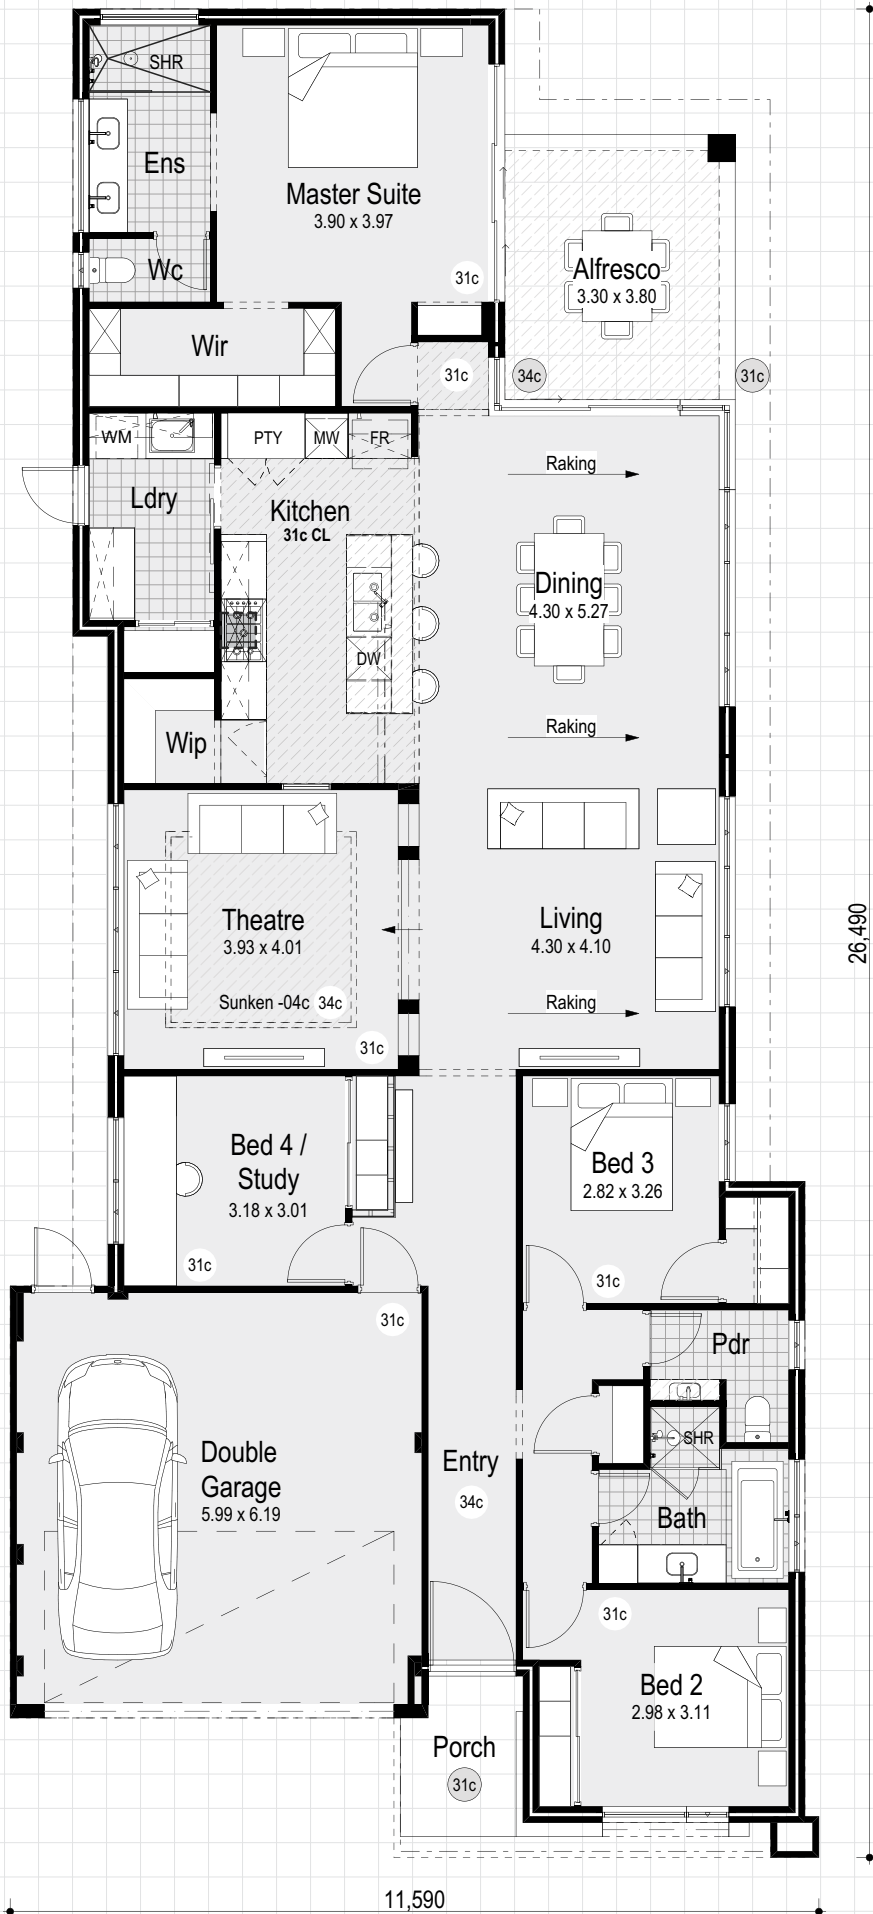 SHR
Ens
Master Suite
3.90 x 3.97
Wc
31c
Alfresco
3.30 x 3.80
Wir
31c
34c
31c
WM
PTY
MW
FR
Raking
Ldry
Kitchen
31c CL
Dining
4.30 x 5.27
DW
Raking
Wip
Theatre
3.93 x 4.01
Living
4.30 x 4.10
26,490
Sunken -04c
34c
Raking
31c
Bed 4 /
Study
3.18 x 3.01
Bed 3
2.82 x 3.26
31c
31c
31c
Pdr
SHR
Double
Garage
5.99 x 6.19
Entry
34c
Bath
31c
Bed 2
2.98 x 3.11
Porch
31c
11,590